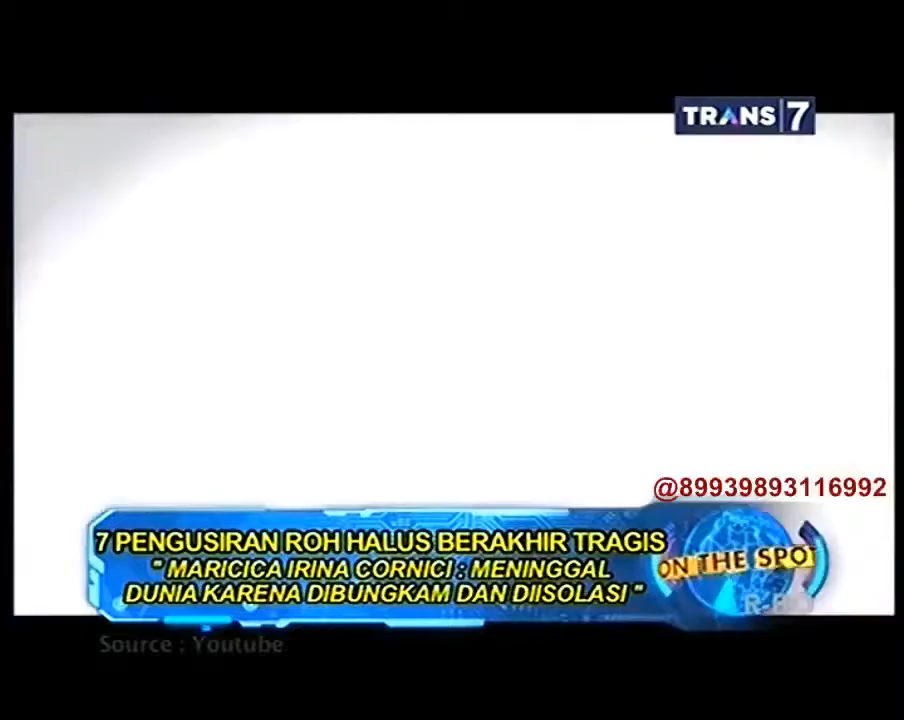 TRANS 7
@89939893116992
7 PENGUSIRAN ROH HALUS BERAKHIR TRAGIS
" MARICICA IRINA CORNICI : MENINGGAL
DUNIA KARENA DIBUNGKAM DAN DIISOLASI "
ON THE SPOT
Source : Youtube